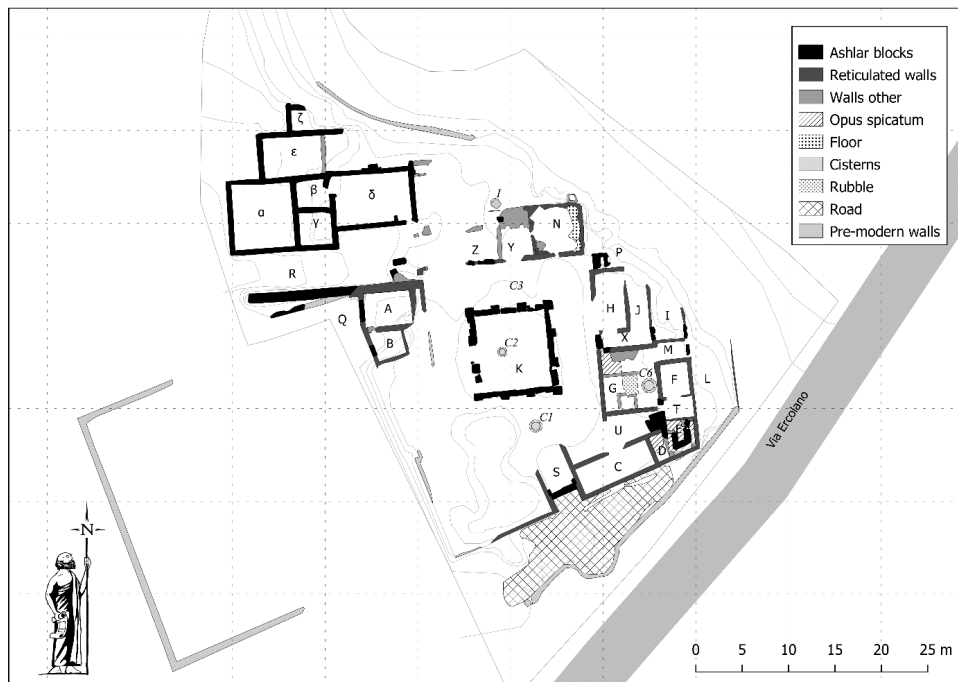 Ashlar blocks
Reticulated walls
Walls other
Opus spicatum
Floor
Cisterns
Rubble
Road
Pre-modern walls
ζ
ε
β
α
δ
γ
I
N
Z
Y
P
R
C3
A
H
J
I
Q
B
C2
K
X
M
C6
G
F
L
T
C1
U
Via Ercolano
S
C
D
E
N
0 5 10 15 20 25 m